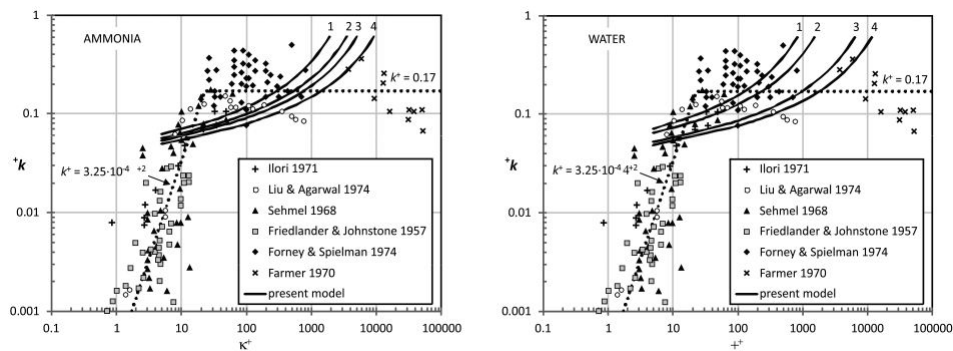 1 2 3 4
AMMONIA
k⁺ = 0.17
k⁺ = 3.25·10⁻⁴ ⁺²
⁺k
1
0.1
0.01
0.001
0.1 1 10 100 1000 10000 100000
κ⁺
Ilori 1971
Liu & Agarwal 1974
Sehmel 1968
Friedlander & Johnstone 1957
Forney & Spielman 1974
Farmer 1970
present model
1 2 3 4
WATER
k⁺ = 0.17
k⁺ = 3.25·10⁻⁴ 4⁺²
⁺k
1
0.1
0.01
0.001
0.1 1 10 100 1000 10000 100000
+⁺
Ilori 1971
Liu & Agarwal 1974
Sehmel 1968
Friedlander & Johnstone 1957
Forney & Spielman 1974
Farmer 1970
present model